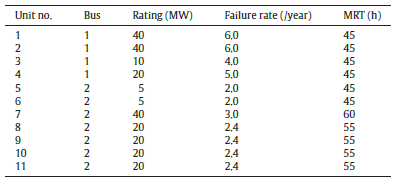 Unit no. Bus Rating (MW) Failure rate (/year) MRT (h)
1 1 40 6.0 45
2 1 40 6.0 45
3 1 10 4.0 45
4 1 20 5.0 45
5 2 5 2.0 45
6 2 5 2.0 45
7 2 40 3.0 60
8 2 20 2.4 55
9 2 20 2.4 55
10 2 20 2.4 55
11 2 20 2.4 55